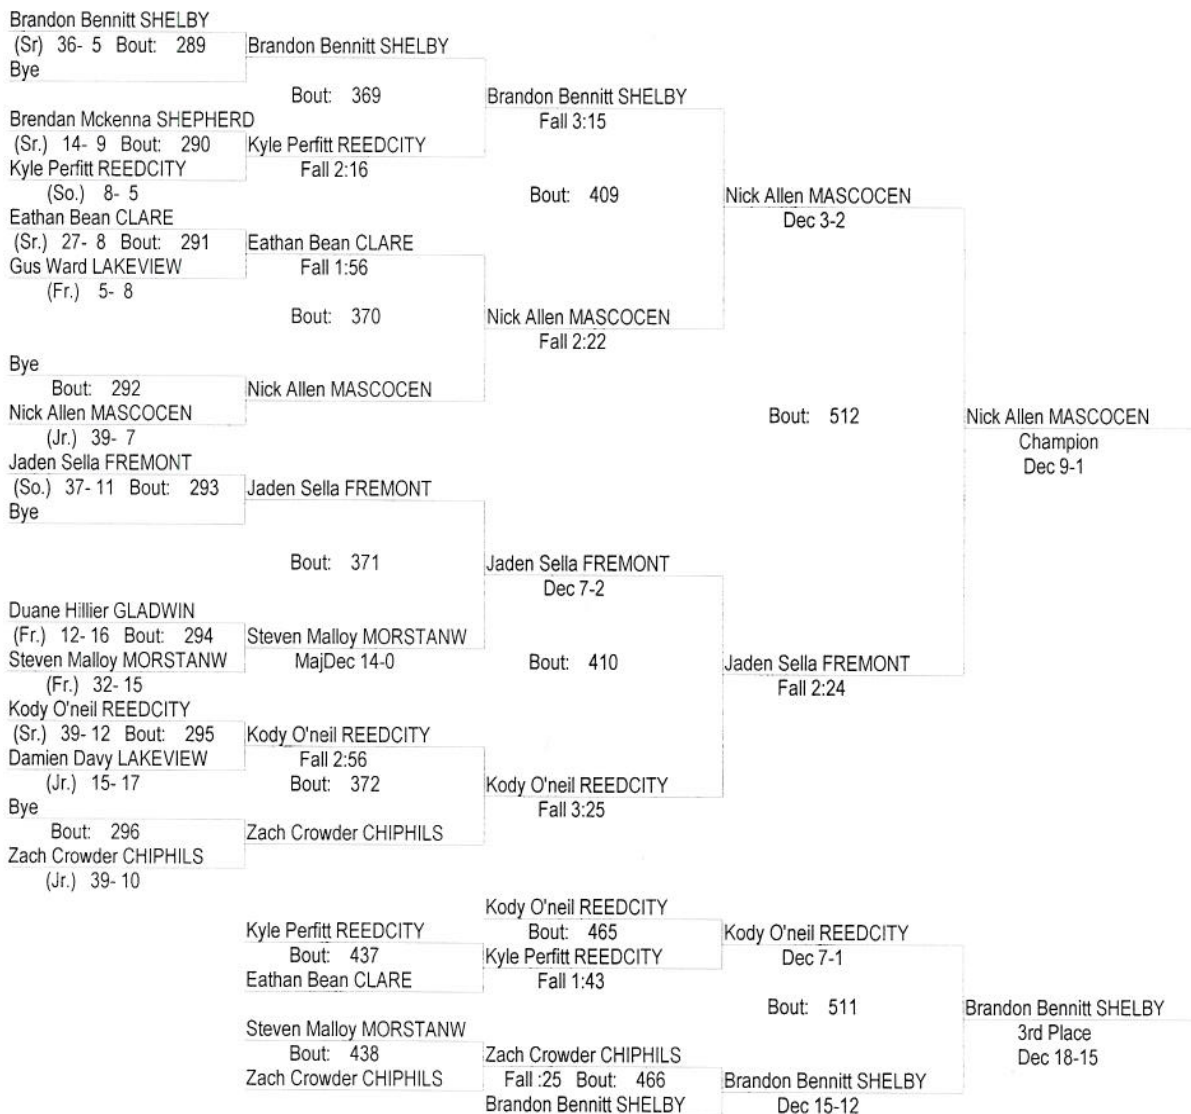 Brandon Bennitt SHELBY
(Sr) 36- 5 Bout: 289
Bye
Brandon Bennitt SHELBY
Bout: 369
Brandon Bennitt SHELBY
Fall 3:15
Brendan Mckenna SHEPHERD
(Sr.) 14- 9 Bout: 290
Kyle Perfitt REEDCITY
(So.) 8- 5
Kyle Perfitt REEDCITY
Fall 2:16
Bout: 409
Nick Allen MASCOCEN
Dec 3-2
Eathan Bean CLARE
(Sr.) 27- 8 Bout: 291
Gus Ward LAKEVIEW
(Fr.) 5- 8
Eathan Bean CLARE
Fall 1:56
Bout: 370
Nick Allen MASCOCEN
Fall 2:22
Bye
Bout: 292
Nick Allen MASCOCEN
(Jr.) 39- 7
Nick Allen MASCOCEN
Bout: 512
Nick Allen MASCOCEN
Champion
Dec 9-1
Jaden Sella FREMONT
(So.) 37- 11 Bout: 293
Bye
Jaden Sella FREMONT
Bout: 371
Jaden Sella FREMONT
Dec 7-2
Duane Hillier GLADWIN
(Fr.) 12- 16 Bout: 294
Steven Malloy MORSTANW
(Fr.) 32- 15
Steven Malloy MORSTANW
MajDec 14-0
Bout: 410
Jaden Sella FREMONT
Fall 2:24
Kody O'neil REEDCITY
(Sr.) 39- 12 Bout: 295
Damien Davy LAKEVIEW
(Jr.) 15- 17
Kody O'neil REEDCITY
Fall 2:56
Bout: 372
Kody O'neil REEDCITY
Fall 3:25
Bye
Bout: 296
Zach Crowder CHIPHILS
(Jr.) 39- 10
Zach Crowder CHIPHILS
Kyle Perfitt REEDCITY
Bout: 437
Eathan Bean CLARE
Kody O'neil REEDCITY
Bout: 465
Kyle Perfitt REEDCITY
Fall 1:43
Kody O'neil REEDCITY
Dec 7-1
Bout: 511
Brandon Bennitt SHELBY
3rd Place
Dec 18-15
Steven Malloy MORSTANW
Bout: 438
Zach Crowder CHIPHILS
Zach Crowder CHIPHILS
Fall :25 Bout: 466
Brandon Bennitt SHELBY
Brandon Bennitt SHELBY
Dec 15-12